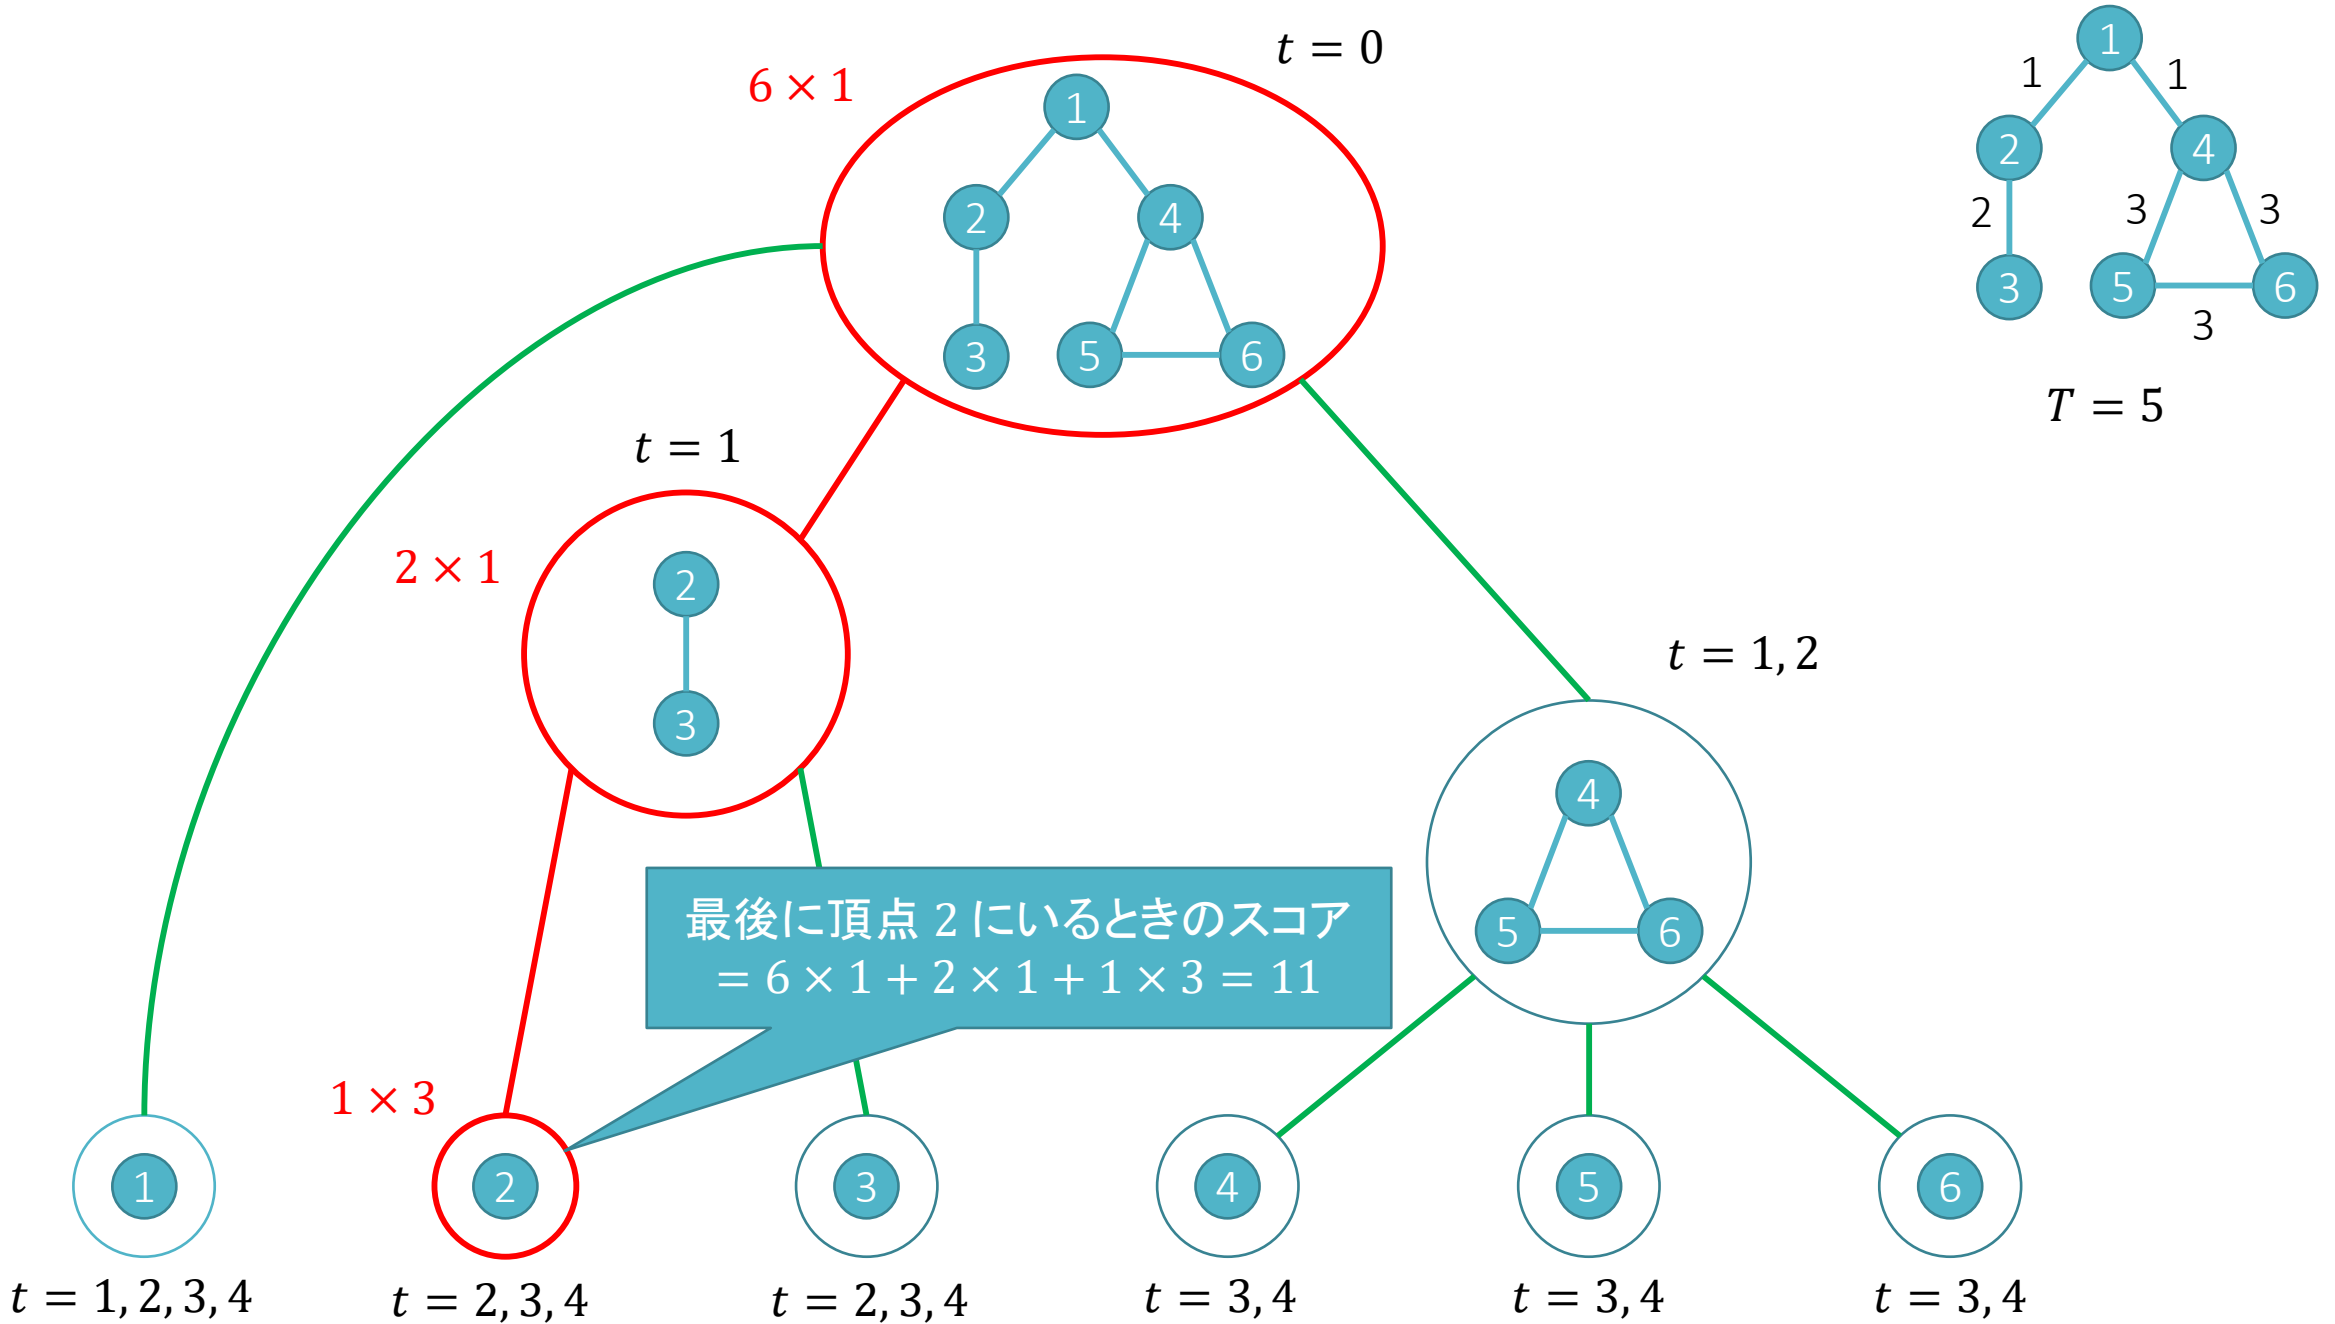 t = 0
6 × 1
1
2
4
3
5
6
1
1
1
2
4
2
3
3
3
5
6
3
T = 5
t = 1
2 × 1
2
3
t = 1, 2
4
5
6
最後に頂点 2 にいるときのスコア
= 6 × 1 + 2 × 1 + 1 × 3 = 11
1 × 3
1
2
3
4
5
6
t = 1, 2, 3, 4
t = 2, 3, 4
t = 2, 3, 4
t = 3, 4
t = 3, 4
t = 3, 4